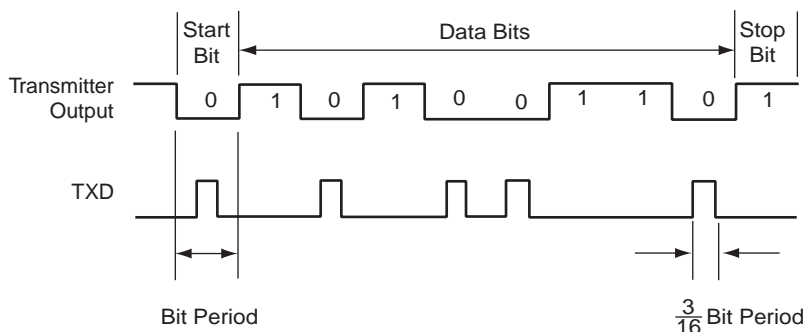 Start
Bit
Data Bits
Stop
Bit
Transmitter
Output
0 1 0 1 0 0 1 1 0 1
TXD
Bit Period
3/16 Bit Period